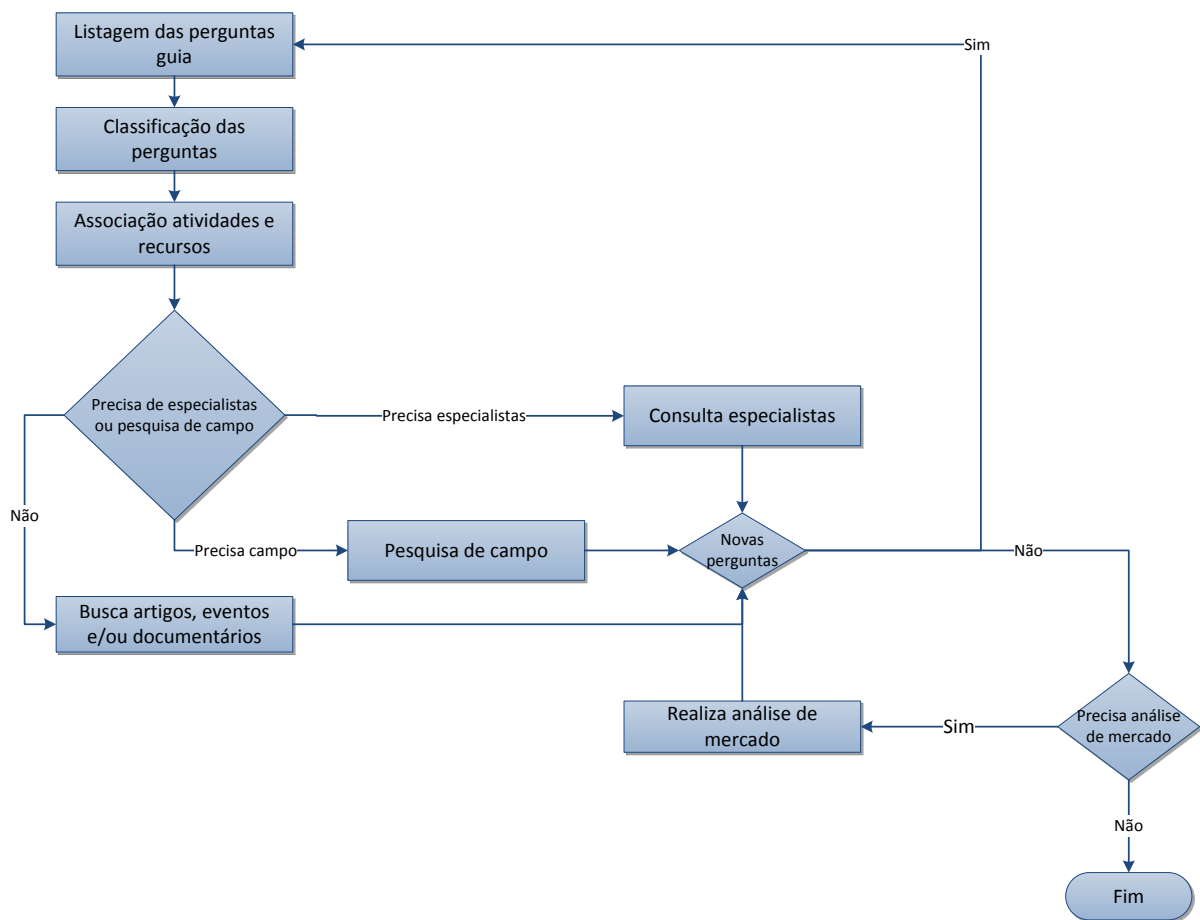 Listagem das perguntas
guia
Sim
Classificação das
perguntas
Associação atividades e
recursos
Precisa de especialistas
ou pesquisa de campo
Precisa especialistas
Consulta especialistas
Não
Precisa campo
Pesquisa de campo
Novas
perguntas
Não
Busca artigos, eventos
e/ou documentários
Realiza análise de
mercado
Sim
Precisa análise
de mercado
Não
Fim